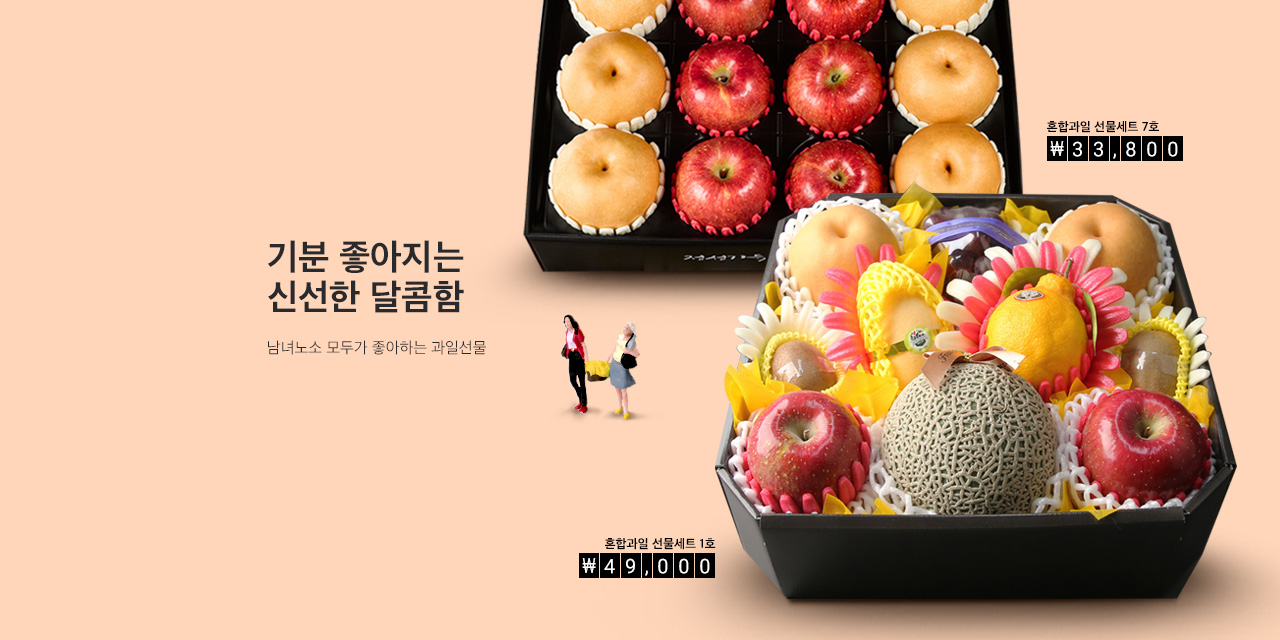 혼합과일 선물세트 7호
₩33,800
기분 좋아지는
신선한 달콤함
남녀노소 모두가 좋아하는 과일선물
혼합과일 선물세트 1호
₩49,000